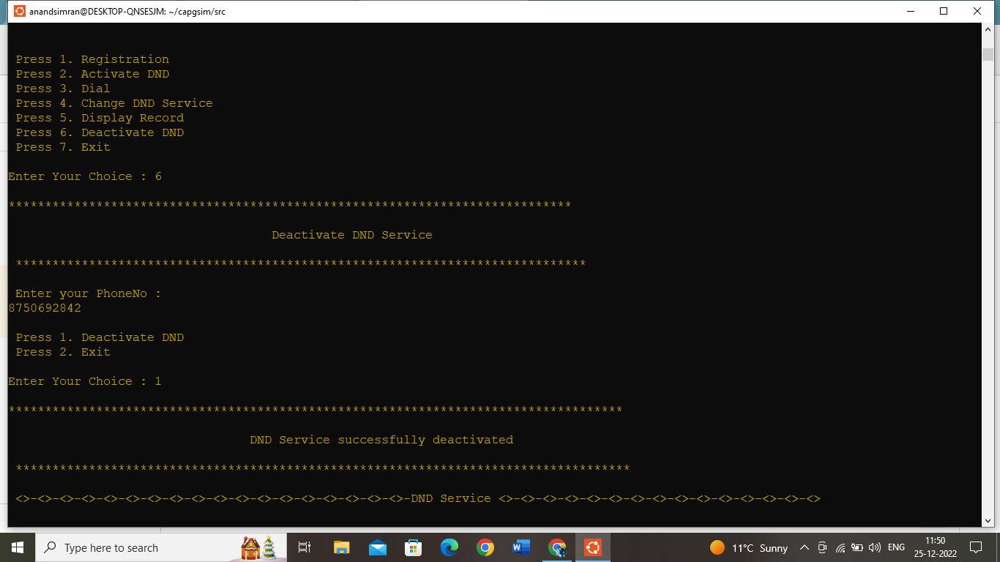 anandsimran@DESKTOP-QNSESJM: ~/capgsim/src
Press 1. Registration
Press 2. Activate DND
Press 3. Dial
Press 4. Change DND Service
Press 5. Display Record
Press 6. Deactivate DND
Press 7. Exit
Enter Your Choice : 6
*****************************************************************************
Deactivate DND Service
******************************************************************************
Enter your PhoneNo :
8750692842
Press 1. Deactivate DND
Press 2. Exit
Enter Your Choice : 1
************************************************************************************
DND Service successfully deactivated
************************************************************************************
<>-<>-<>-<>-<>-<>-<>-<>-<>-<>-<>-<>-<>-<>-<>-<>-<>-<>-DND Service <>-<>-<>-<>-<>-<>-<>-<>-<>-<>-<>-<>-<>-<>-<>
Type here to search
11°C Sunny
ENG
11:50
25-12-2022